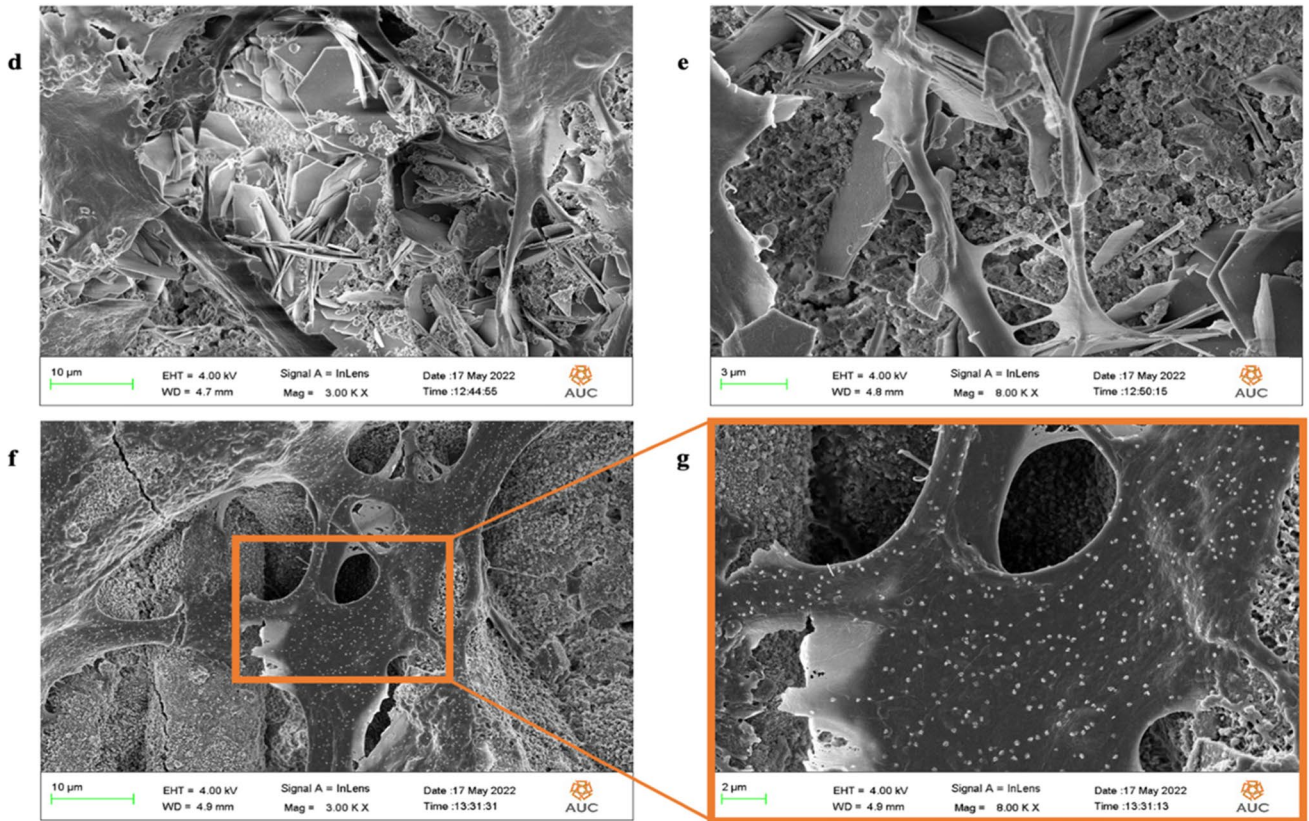 d
e
10 µm
EHT = 4.00 kV
Signal A = InLens
Date :17 May 2022
WD = 4.7 mm
Mag = 3.00 K X
Time :12:44:55
AUC
3 µm
EHT = 4.00 kV
Signal A = InLens
Date :17 May 2022
WD = 4.8 mm
Mag = 8.00 K X
Time :12:50:15
AUC
f
g
10 µm
EHT = 4.00 kV
Signal A = InLens
Date :17 May 2022
WD = 4.9 mm
Mag = 3.00 K X
Time :13:31:31
AUC
2 µm
EHT = 4.00 kV
Signal A = InLens
Date :17 May 2022
WD = 4.9 mm
Mag = 8.00 K X
Time :13:31:13
AUC